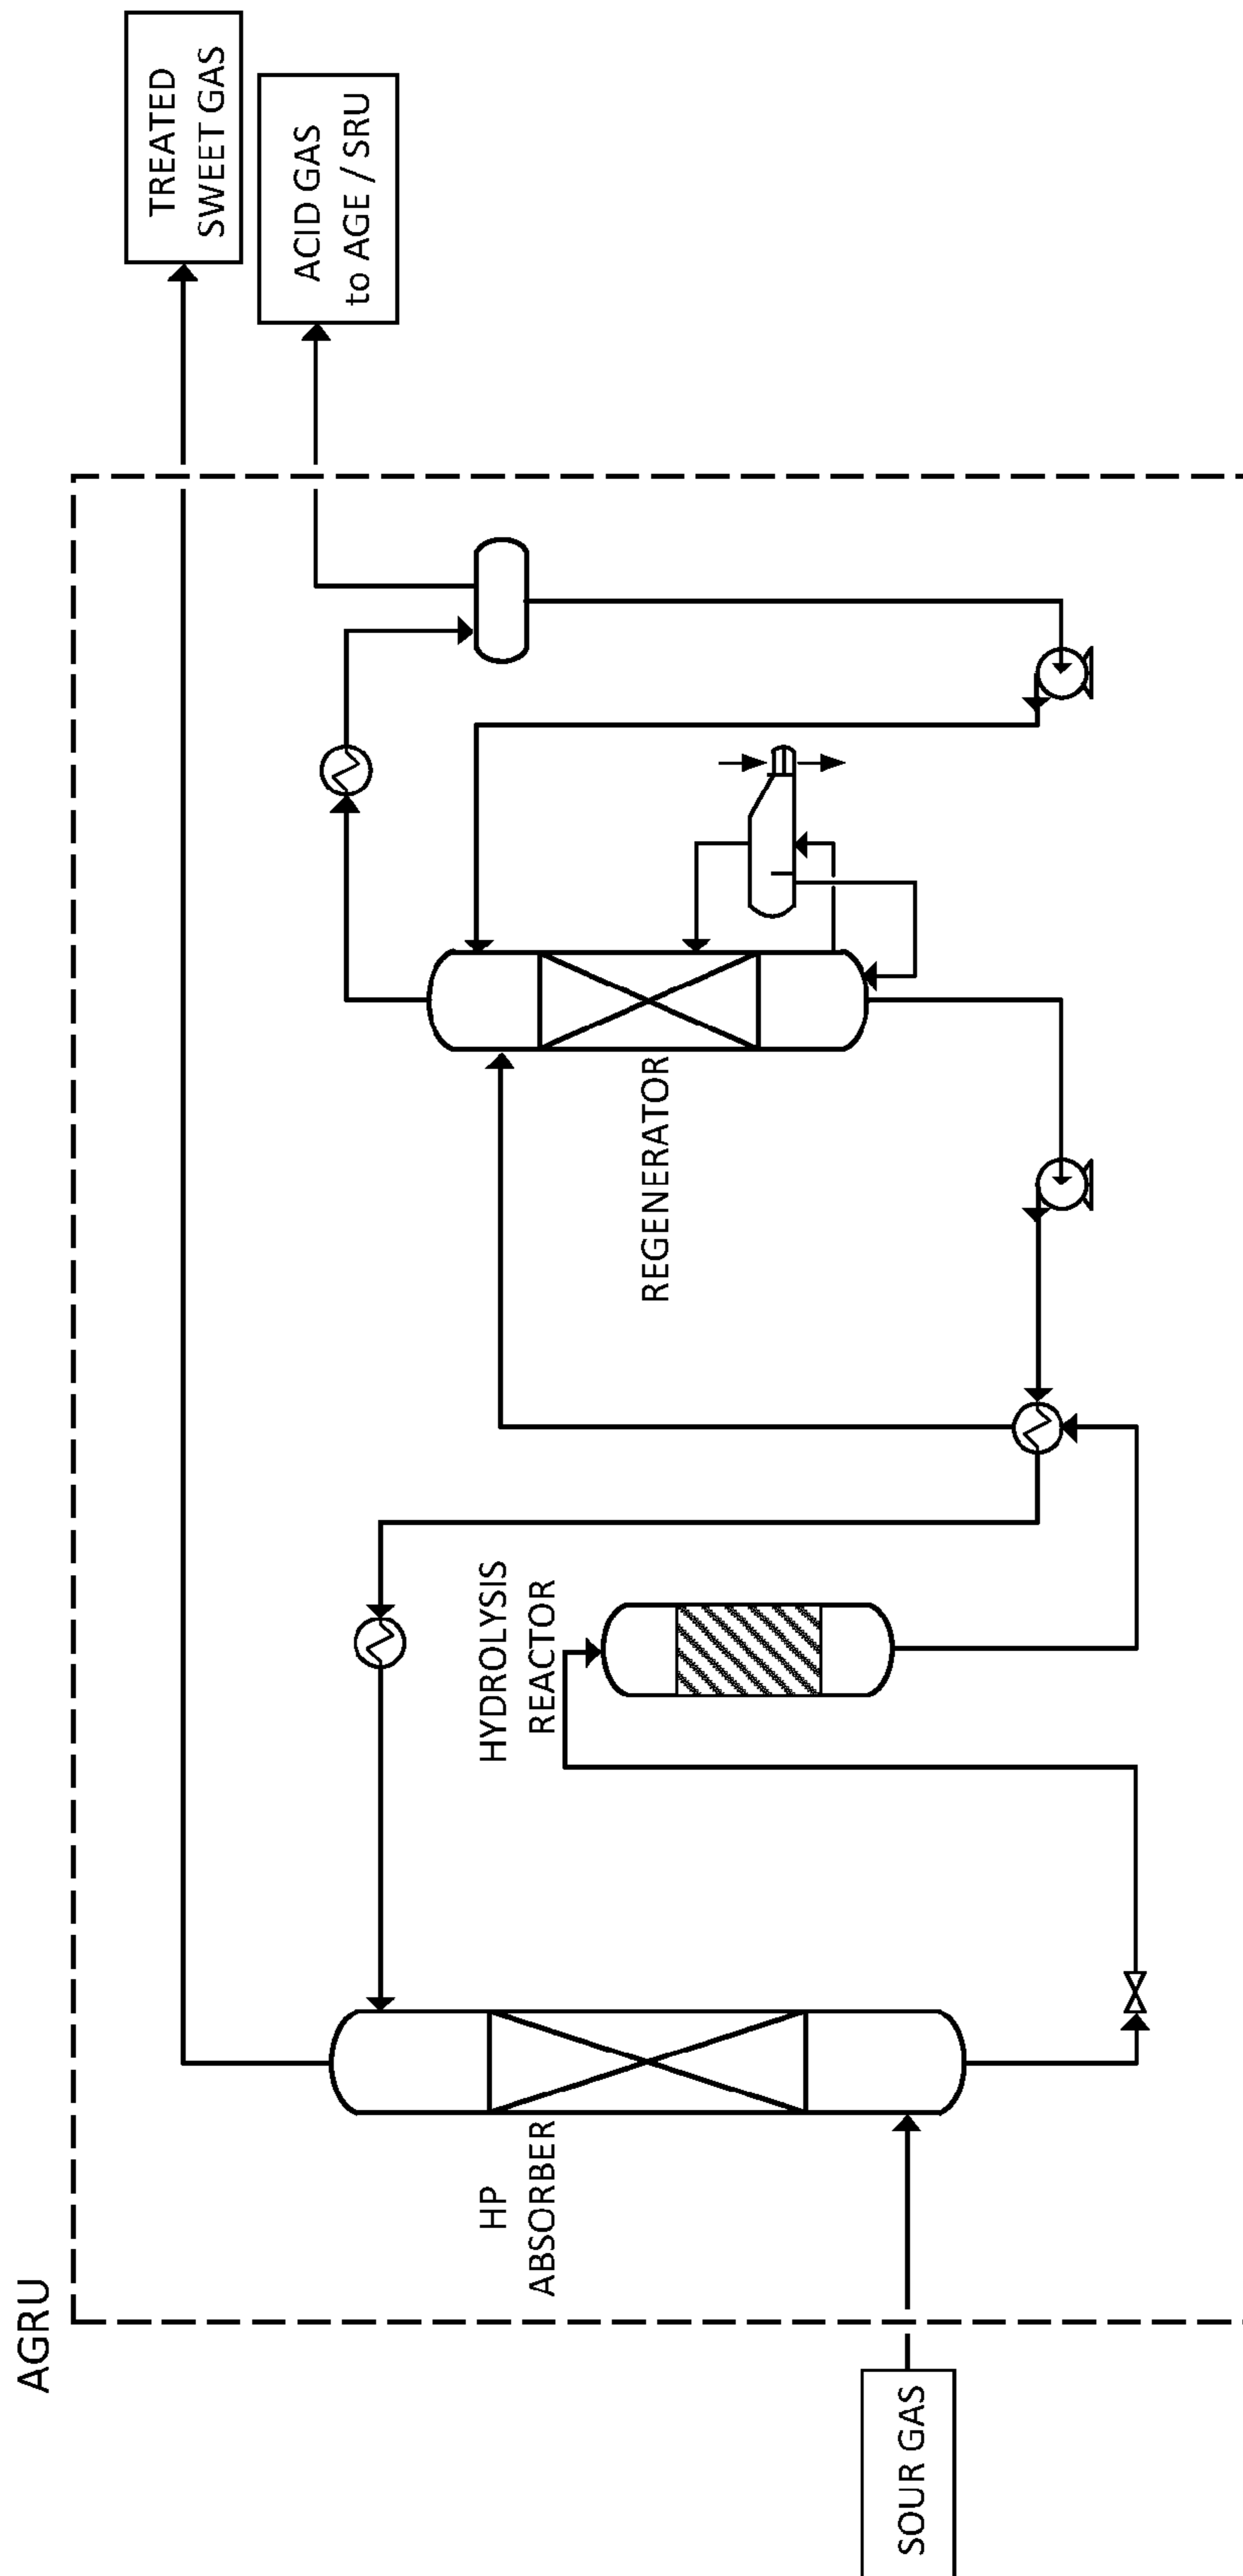 AGRU
SOUR GAS
HP
ABSORBER
HYDROLYSIS
REACTOR
REGENERATOR
TREATED
SWEET GAS
ACID GAS
to AGE / SRU